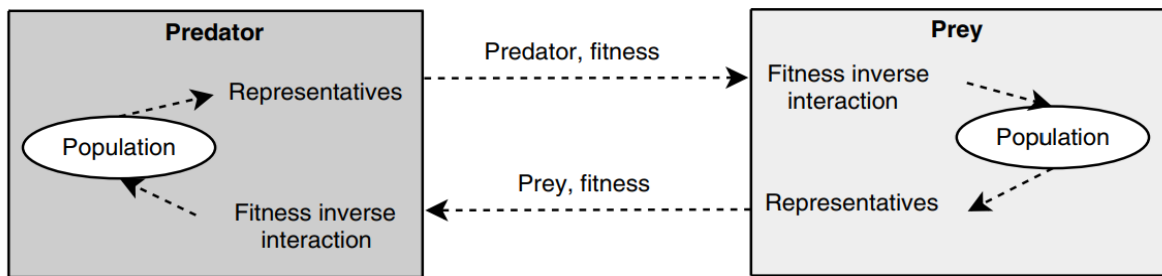 Predator
Representatives
Population
Fitness inverse
interaction
Predator, fitness
Prey, fitness
Prey
Fitness inverse
interaction
Population
Representatives